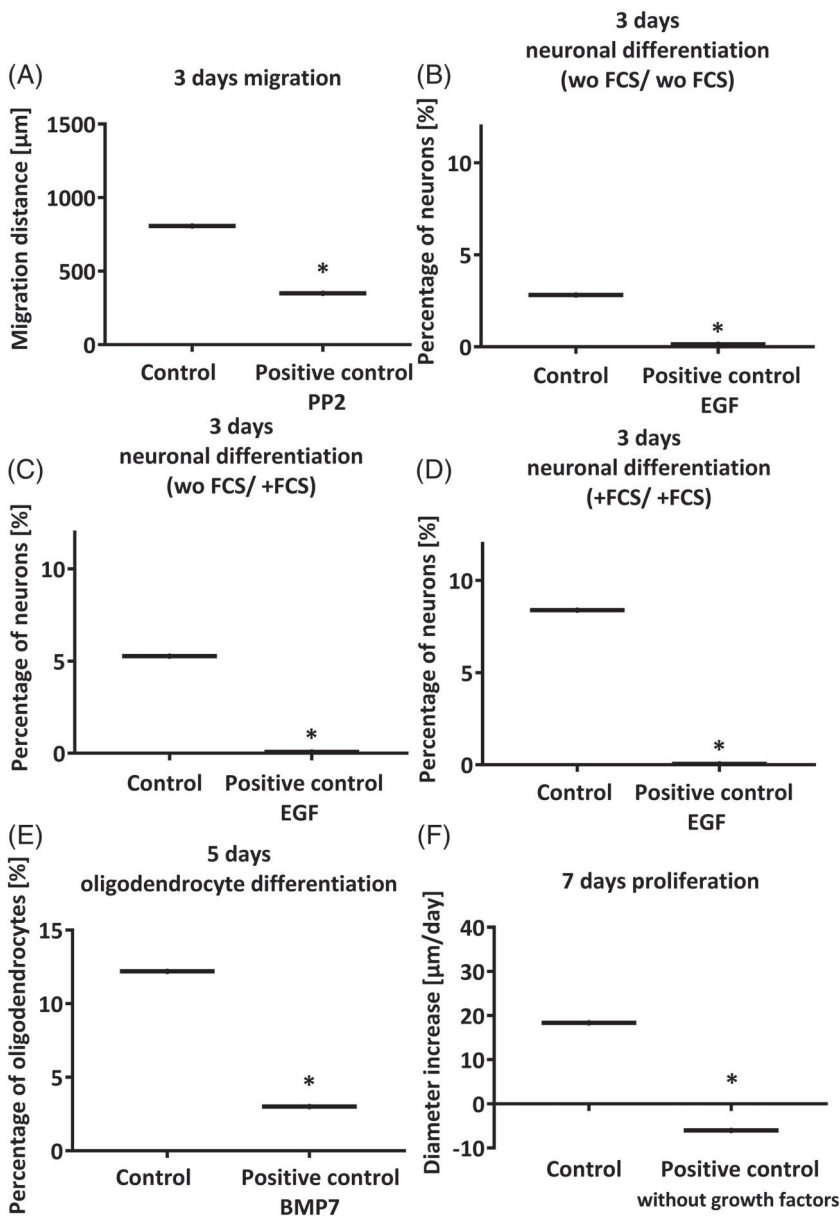 (A)
3 days migration
Migration distance [µm]
1500
1000
500
0
*
Control
Positive control
PP2
(B)
3 days
neuronal differentiation
(wo FCS/ wo FCS)
Percentage of neurons [%]
10
5
0
*
Control
Positive control
EGF
(C)
3 days
neuronal differentiation
(wo FCS/ +FCS)
Percentage of neurons [%]
10
5
0
*
Control
Positive control
EGF
(D)
3 days
neuronal differentiation
(+FCS/ +FCS)
Percentage of neurons [%]
10
5
0
*
Control
Positive control
EGF
(E)
5 days
oligodendrocyte differentiation
Percentage of oligodendrocytes [%]
15
10
5
0
*
Control
Positive control
BMP7
(F)
7 days proliferation
Diameter increase [µm/day]
40
30
20
10
0
-10
*
Control
Positive control
without growth factors